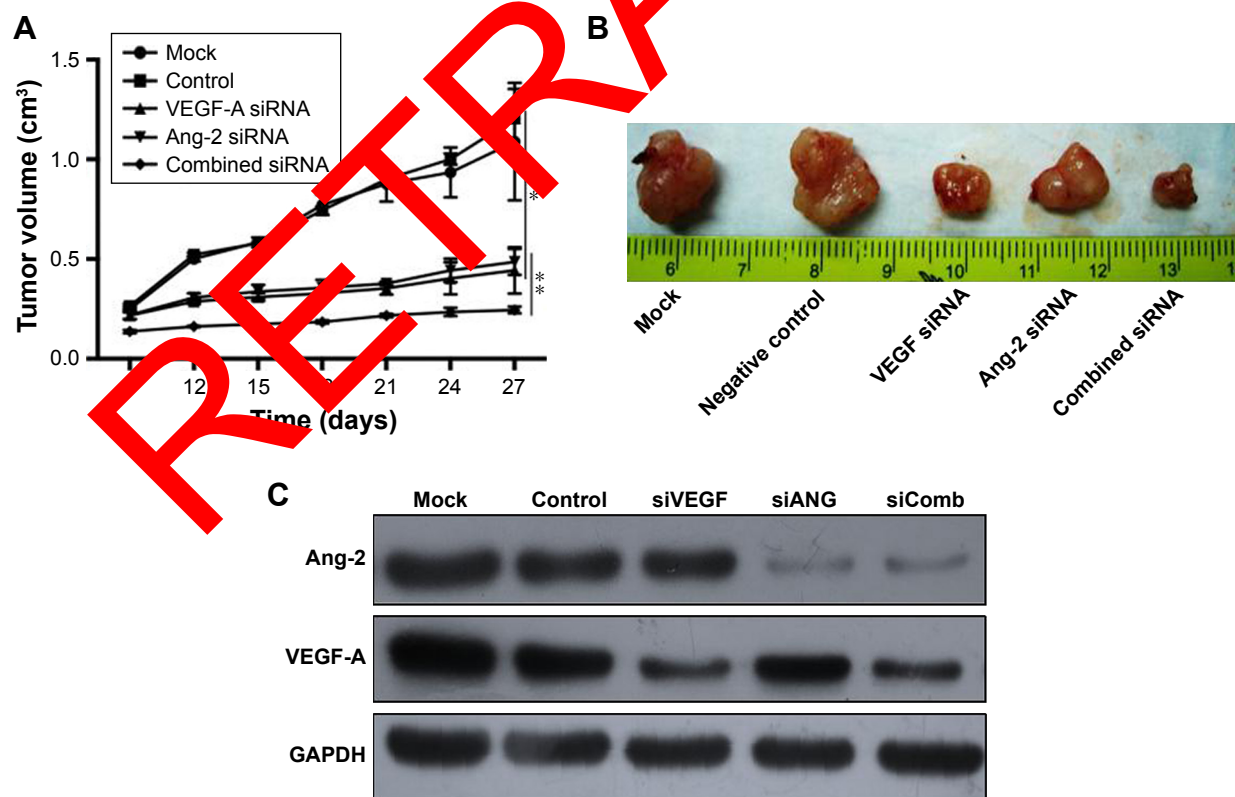 A
1.5
1.0
0.5
0.0
Tumor volume (cm³)
Mock
Control
VEGF-A siRNA
Ang-2 siRNA
Combined siRNA
*
**
12 15 21 24 27
Time (days)
RETRA
B
6 7 8 9 10 11 12 13
Mock
Negative control
VEGF siRNA
Ang-2 siRNA
Combined siRNA
C
Mock Control siVEGF siANG siComb
Ang-2
VEGF-A
GAPDH